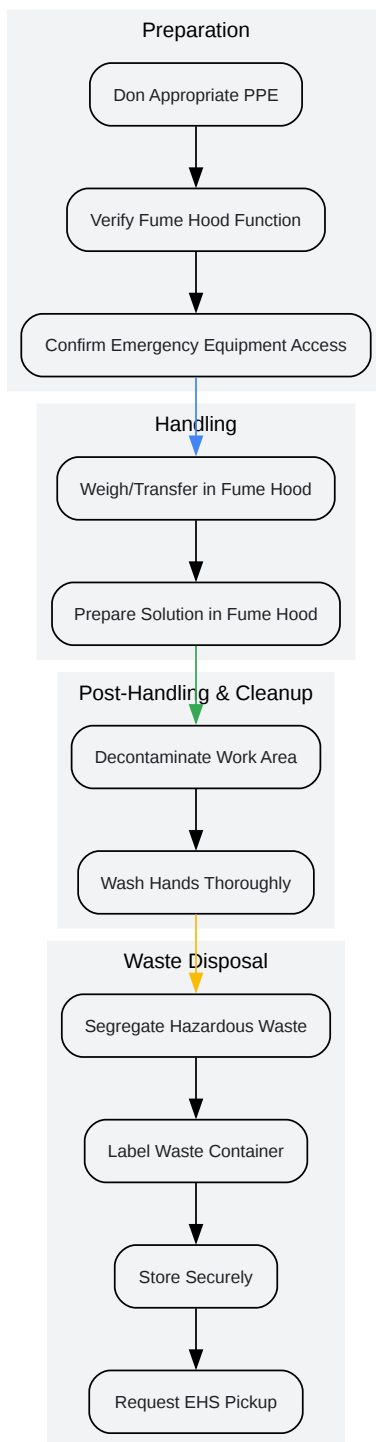 Preparation
Don Appropriate PPE
Verify Fume Hood Function
Confirm Emergency Equipment Access
Handling
Weigh/Transfer in Fume Hood
Prepare Solution in Fume Hood
Post-Handling & Cleanup
Decontaminate Work Area
Wash Hands Thoroughly
Waste Disposal
Segregate Hazardous Waste
Label Waste Container
Store Securely
Request EHS Pickup